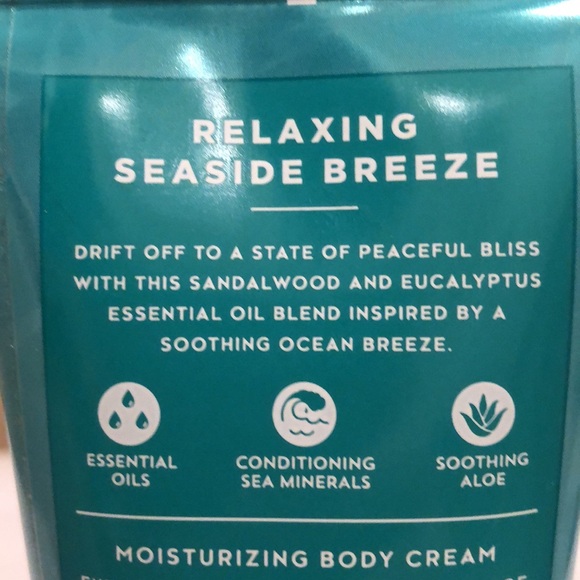 RELAXING
SEASIDE BREEZE
DRIFT OFF TO A STATE OF PEACEFUL BLISS
WITH THIS SANDALWOOD AND EUCALYPTUS
ESSENTIAL OIL BLEND INSPIRED BY A
SOOTHING OCEAN BREEZE.
ESSENTIAL
OILS
CONDITIONING
SEA MINERALS
SOOTHING
ALOE
MOISTURIZING BODY CREAM